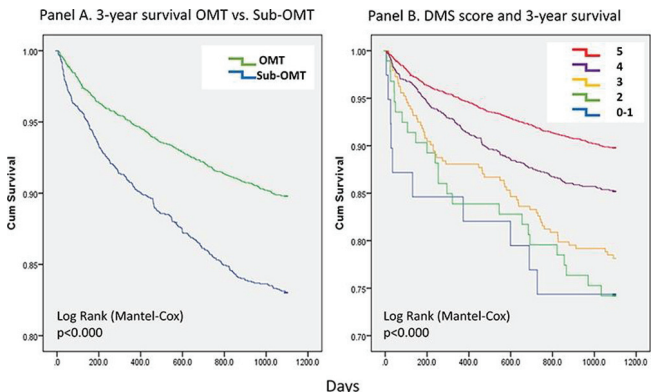 Panel A. 3-year survival OMT vs. Sub-OMT
1.00
0.95
0.90
0.85
0.80
Cum Survival
OMT
Sub-OMT
Log Rank (Mantel-Cox)
p<0.000
.0 200.0 400.0 600.0 800.0 1000.0 1200.0
Panel B. DMS score and 3-year survival
1.00
0.95
0.90
0.85
0.80
0.75
0.70
Cum Survival
5
4
3
2
0-1
Log Rank (Mantel-Cox)
p<0.000
.0 200.0 400.0 600.0 800.0 1000.0 1200.0
Days